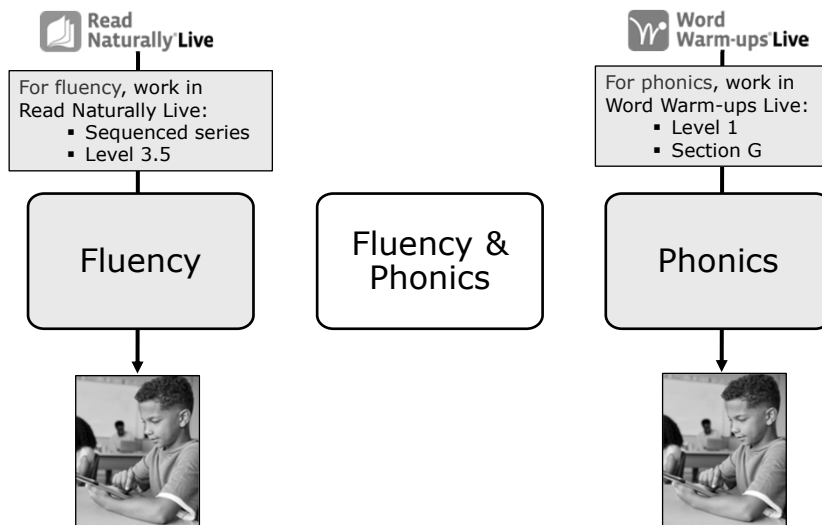 Read
Naturally® Live
For fluency, work in
Read Naturally Live:
▪ Sequenced series
▪ Level 3.5
Fluency
Fluency &
Phonics
Word
Warm-ups® Live
For phonics, work in
Word Warm-ups Live:
▪ Level 1
▪ Section G
Phonics